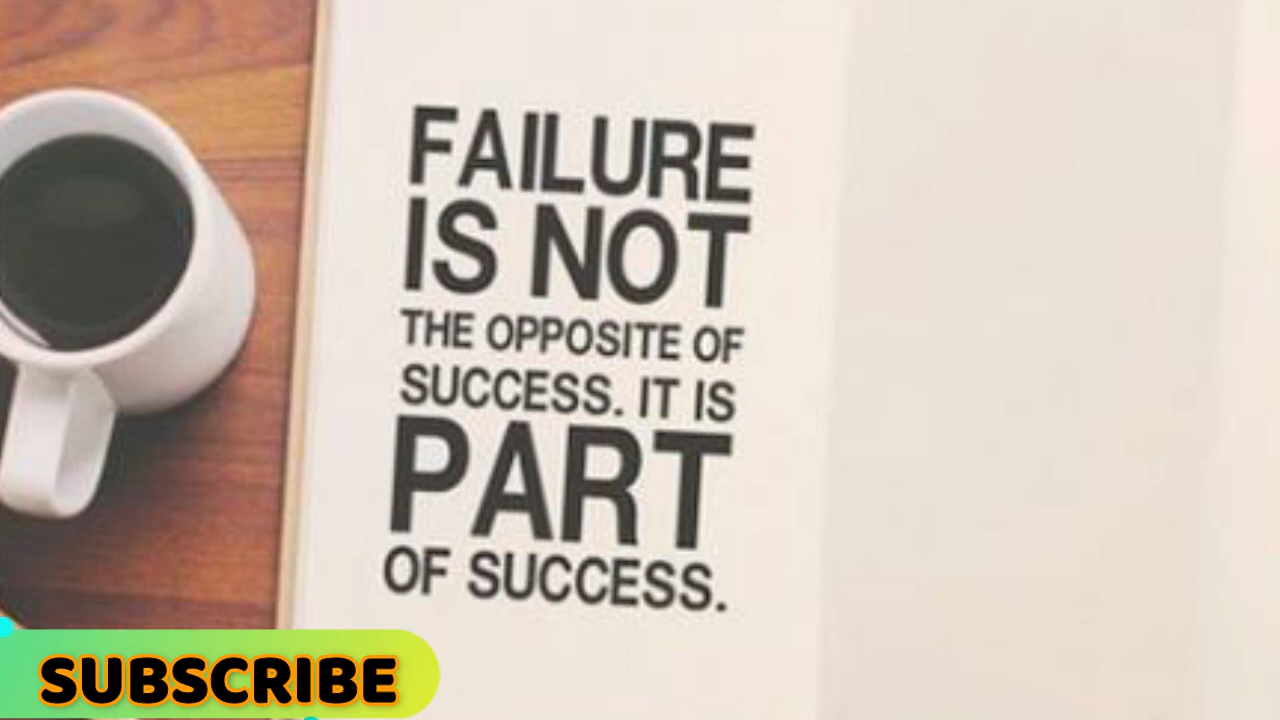 FAILURE
IS NOT
THE OPPOSITE OF
SUCCESS. IT IS
PART
OF SUCCESS.
SUBSCRIBE